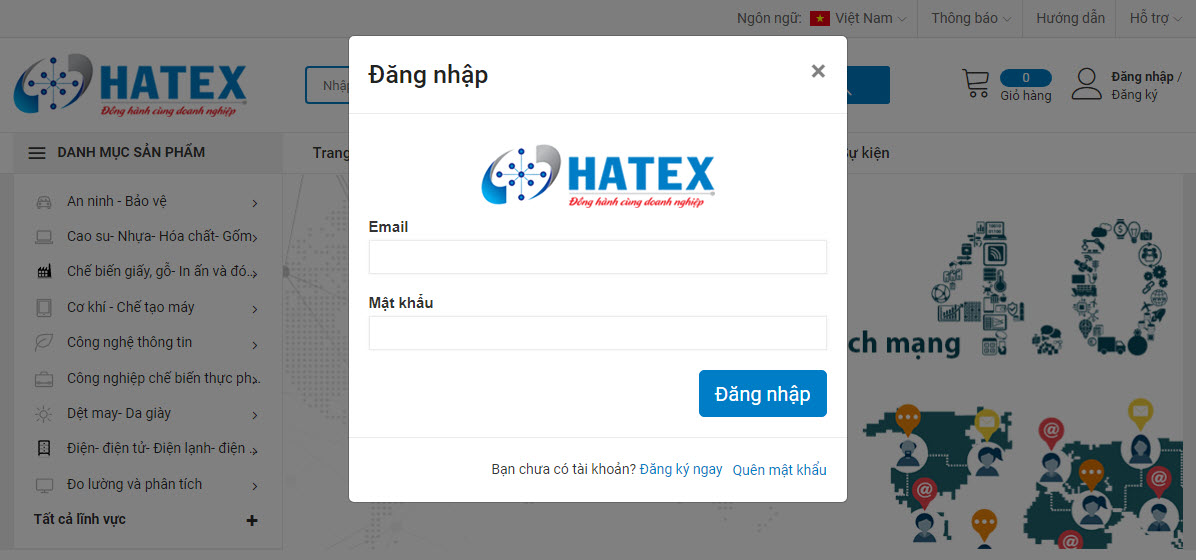 Ngôn ngữ: Việt Nam Thông báo Hướng dẫn Hỗ trợ
Đăng nhập ×
HATEX
Đồng hành cùng doanh nghiệp
Nhập
0
Giỏ hàng
Đăng nhập /
Đăng ký
DANH MỤC SẢN PHẨM
Trang
Sự kiện
HATEX
Đồng hành cùng doanh nghiệp
An ninh - Bảo vệ
Cao su- Nhựa- Hóa chất- Gốm
Chế biến giấy, gỗ- In ấn và đó..
Cơ khí - Chế tạo máy
Công nghệ thông tin
Công nghiệp chế biến thực ph..
Dệt may- Da giày
Điện- điện tử- Điện lạnh- điện ..
Đo lường và phân tích
Tất cả lĩnh vực +
Email
Mật khẩu
Đăng nhập
Bạn chưa có tài khoản? Đăng ký ngay Quên mật khẩu
4.0
ch mạng